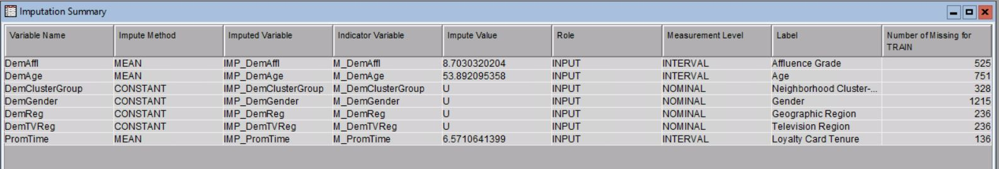 Imputation Summary
Variable Name Impute Method Imputed Variable Indicator Variable Impute Value Role Measurement Level Label Number of Missing for TRAIN
DemAffl MEAN IMP_DemAffl M_DemAffl 8.7030320204 INPUT INTERVAL Affluence Grade 525
DemAge MEAN IMP_DemAge M_DemAge 53.892095358 INPUT INTERVAL Age 751
DemClusterGroup CONSTANT IMP_DemClusterGroup M_DemClusterGroup U INPUT NOMINAL Neighborhood Cluster-... 328
DemGender CONSTANT IMP_DemGender M_DemGender U INPUT NOMINAL Gender 1215
DemReg CONSTANT IMP_DemReg M_DemReg U INPUT NOMINAL Geographic Region 236
DemTVReg CONSTANT IMP_DemTVReg M_DemTVReg U INPUT NOMINAL Television Region 236
PromTime MEAN IMP_PromTime M_PromTime 6.5710641399 INPUT INTERVAL Loyalty Card Tenure 136